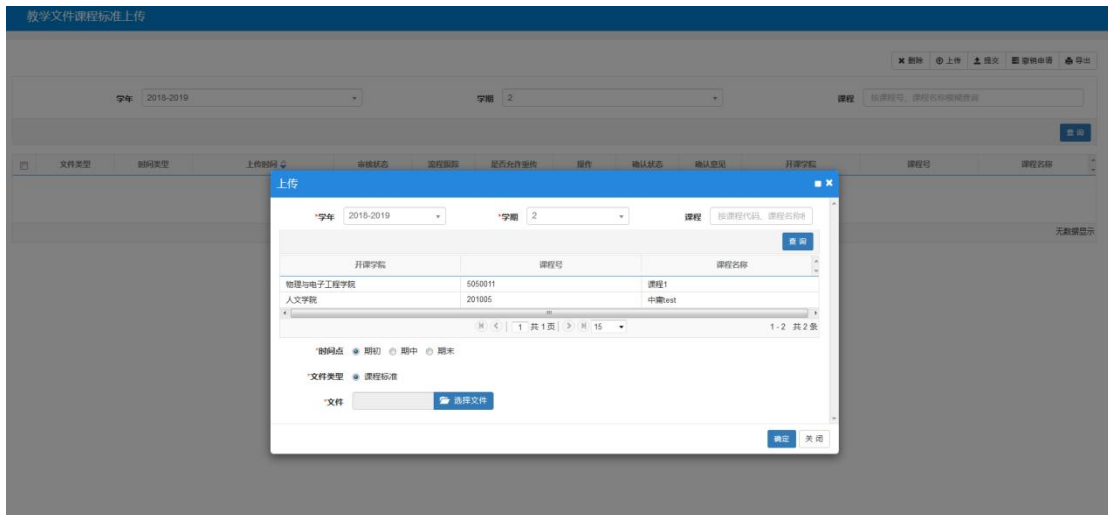 教学文件课程标准上传
删除 上传 提交 撤销申请 导出
学年 2018-2019 学期 2 课程 按课程号、课程名称模糊查询
查询
文件类型 时间类型 上传时间 审核状态 流程跟踪 是否允许重传 操作 确认状态 确认意见 开课学院 课程号 课程名称
无数据显示
上传
*学年 2018-2019 *学期 2 课程 按课程代码、课程名称
查询
开课学院 课程号 课程名称
物理与电子工程学院 5050011 课程1
人文学院 201005 中庸test
1 共1页 15 1-2 共2条
*时间点 期初 期中 期末
*文件类型 课程标准
*文件 选择文件
确定 关闭